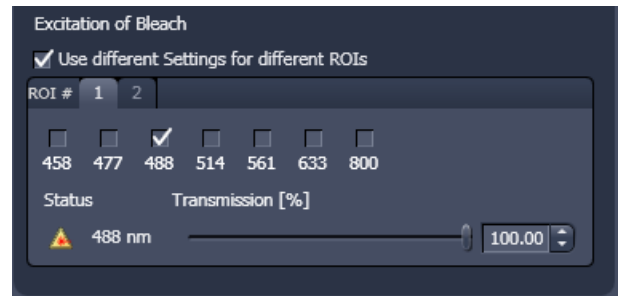 Excitation of Bleach
Use different Settings for different ROIs
ROI # 1 2
458 477 488 514 561 633 800
Status Transmission [%]
488 nm 100.00